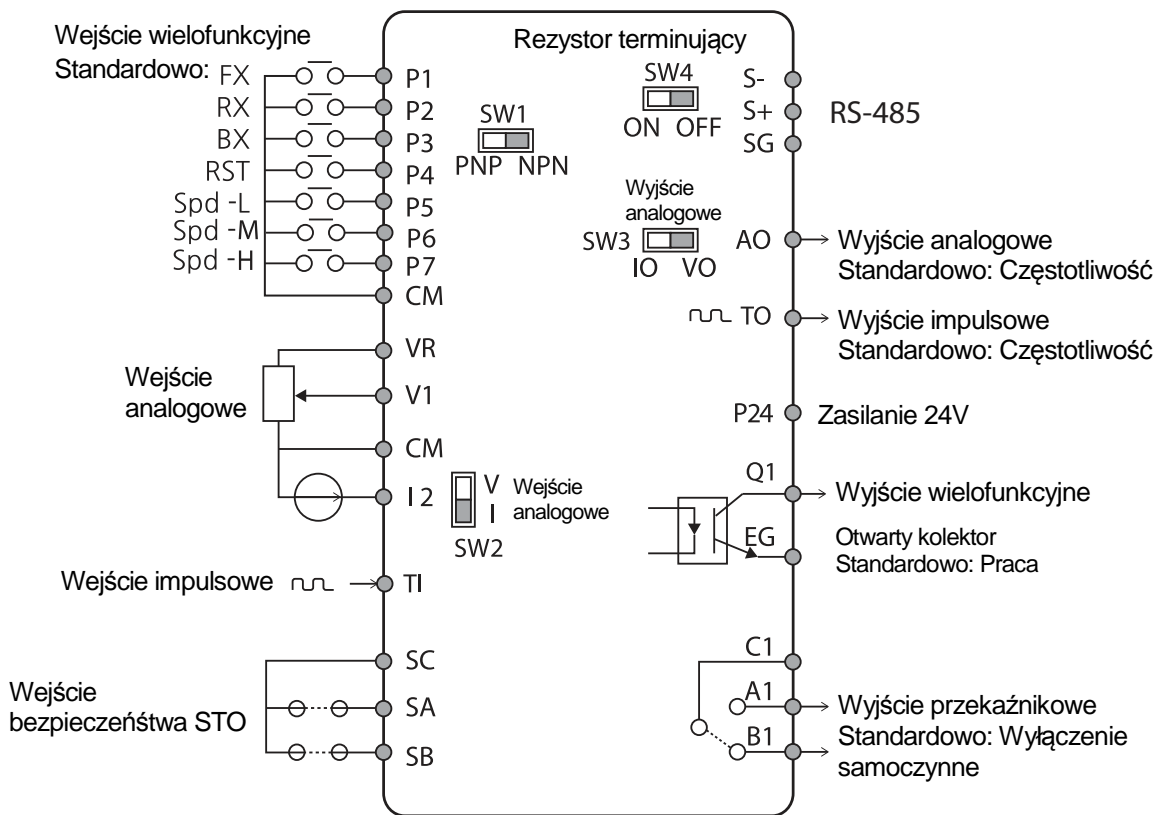 Wejście wielofunkcyjne
Standardowo:
FX
RX
BX
RST
Spd -L
Spd -M
Spd -H
P1
P2
P3
P4
P5
P6
P7
CM
SW1
PNP NPN
Rezystor terminujący
SW4
ON OFF
S-
S+
SG
RS-485
Wyjście
analogowe
SW3
IO VO
AO
Wyjście analogowe
Standardowo: Częstotliwość
TO
Wyjście impulsowe
Standardowo: Częstotliwość
Wejście
analogowe
VR
V1
CM
I 2
V
I
Wejście
analogowe
SW2
P24
Zasilanie 24V
Q1
Wyjście wielofunkcyjne
EG
Otwarty kolektor
Standardowo: Praca
Wejście impulsowe
TI
Wejście
bezpieczeńśtwa STO
SC
SA
SB
C1
A1
B1
Wyjście przekaźnikowe
Standardowo: Wyłączenie
samoczynne